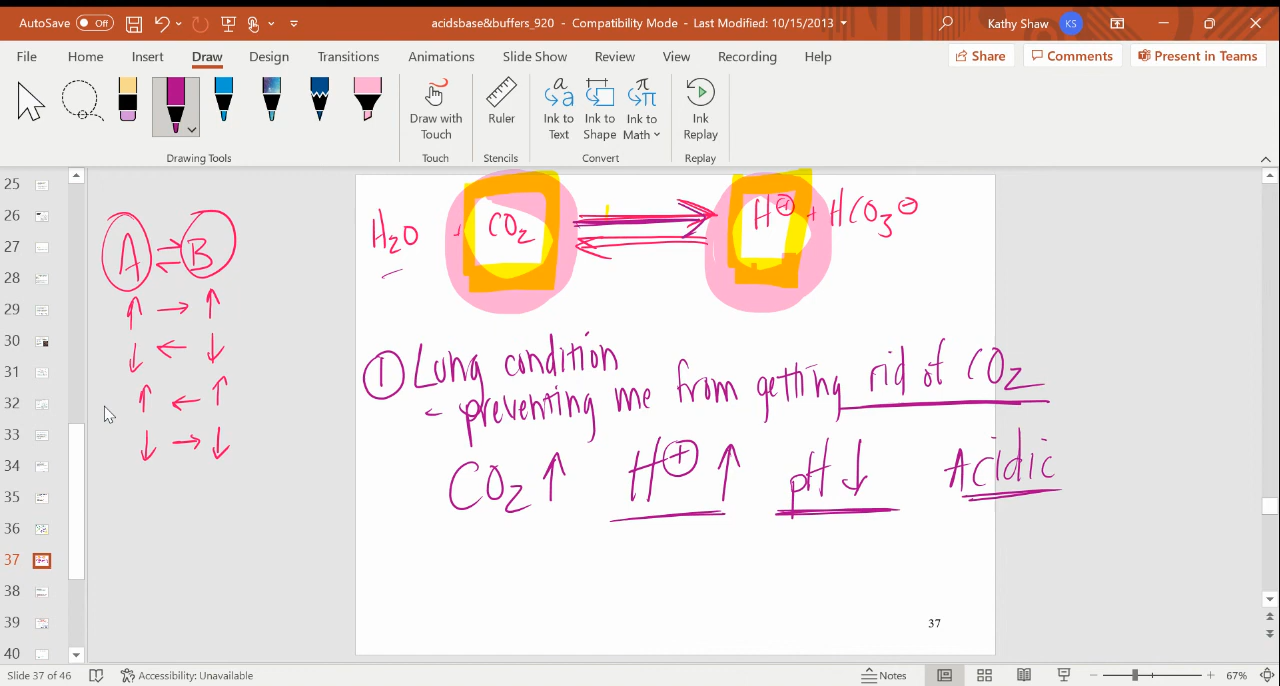 AutoSave Off acidsbase&buffers_920 - Compatibility Mode - Last Modified: 10/15/2013 Kathy Shaw KS
File Home Insert Draw Design Transitions Animations Slide Show Review View Recording Help Share Comments Present in Teams
Draw with Touch
Ruler
Ink to Text
Ink to Shape
Ink to Math
Ink Replay
Drawing Tools Touch Stencils Convert Replay
25
26
27
28
29
30
31
32
33
34
35
36
37
38
39
40
A ⇌ B
↑ → ↑
↓ ← ↓
↑ ← ↑
↓ → ↓
H₂O + CO₂ ⇌ H⊕ + HCO₃⊖
① Lung condition
- preventing me from getting rid of CO₂
CO₂ ↑ H⊕ ↑ pH ↓ Acidic
37
Slide 37 of 46 Accessibility: Unavailable Notes 67%